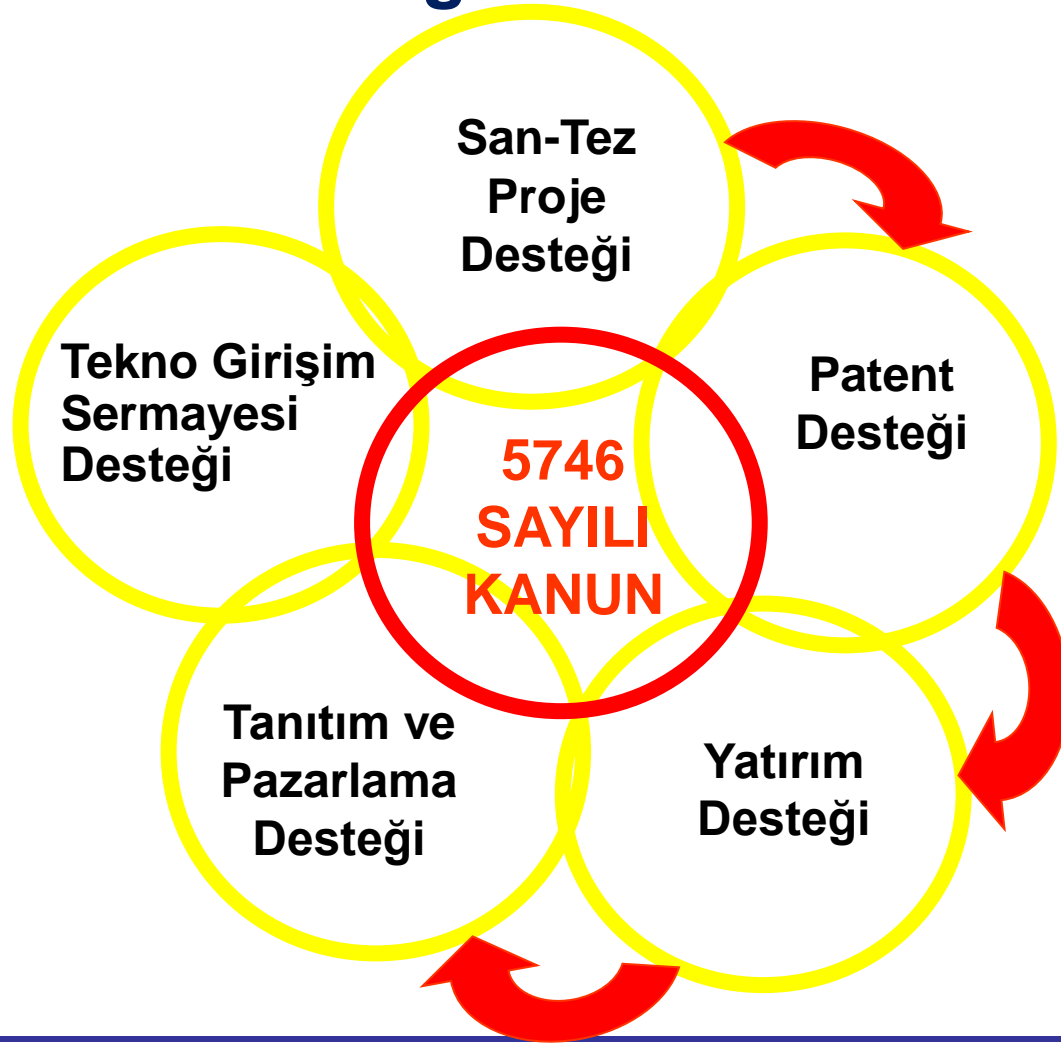 San-Tez
Proje
Desteği
Tekno Girişim
Sermayesi
Desteği
Patent
Desteği
5746
SAYILI
KANUN
Tanıtım ve
Pazarlama
Desteği
Yatırım
Desteği